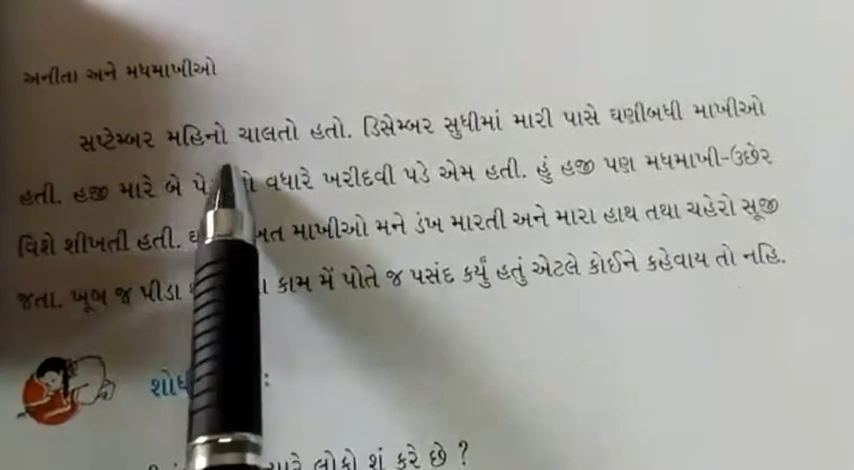 અનીતા અને મધમાખીઓ
સપ્ટેમ્બર મહિનો ચાલતો હતો. ડિસેમ્બર સુધીમાં મારી પાસે ઘણીબધી માખીઓ
હતી. હજી મારે બે વધારે ખરીદવી પડે એમ હતી. હું હજી પણ મધમાખી-ઉછેર
વિશે શીખતી હતી. માખીઓ મને ડંખ મારતી અને મારા હાથ તથા ચહેરો સૂજી
જતા. ખૂબ જ પીડા કામ મેં પોતે જ પસંદ કર્યું હતું એટલે કોઈને કહેવાય તો નહિ.
:
લોકો શું કરે છે ?